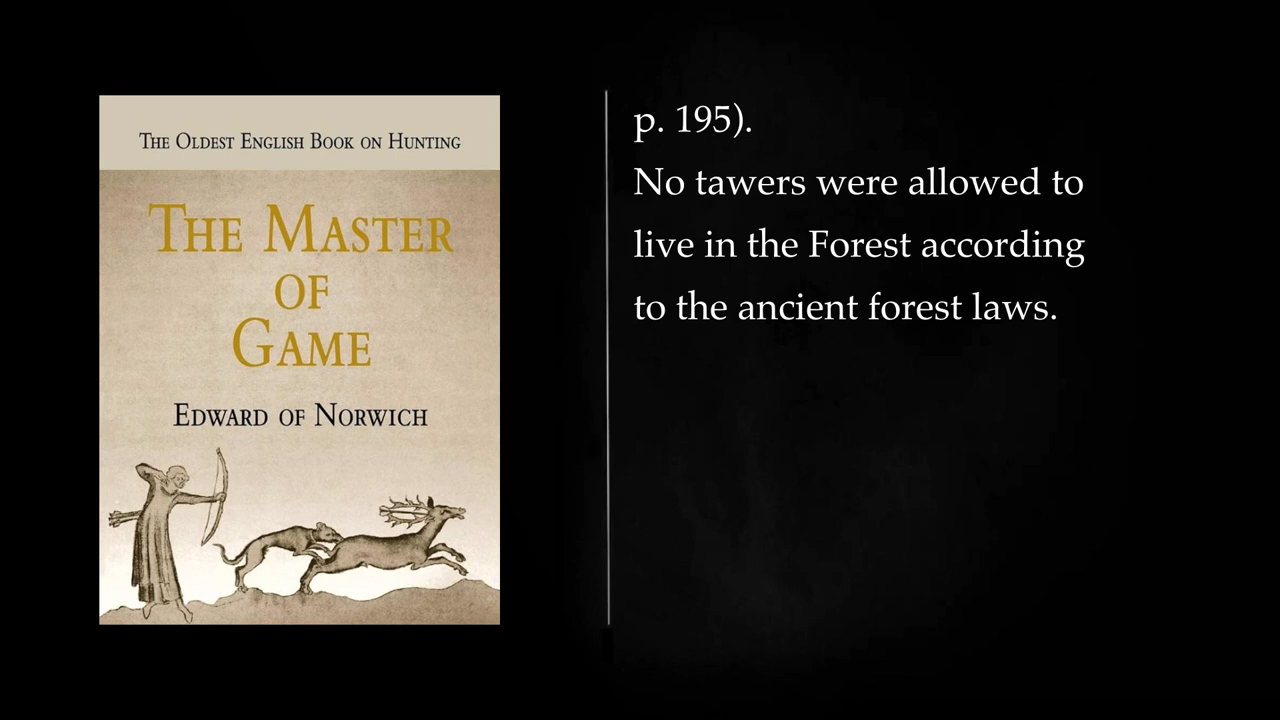 The Oldest English Book on Hunting
The Master
of
Game
Edward of Norwich
p. 195).
No tawers were allowed to
live in the Forest according
to the ancient forest laws.